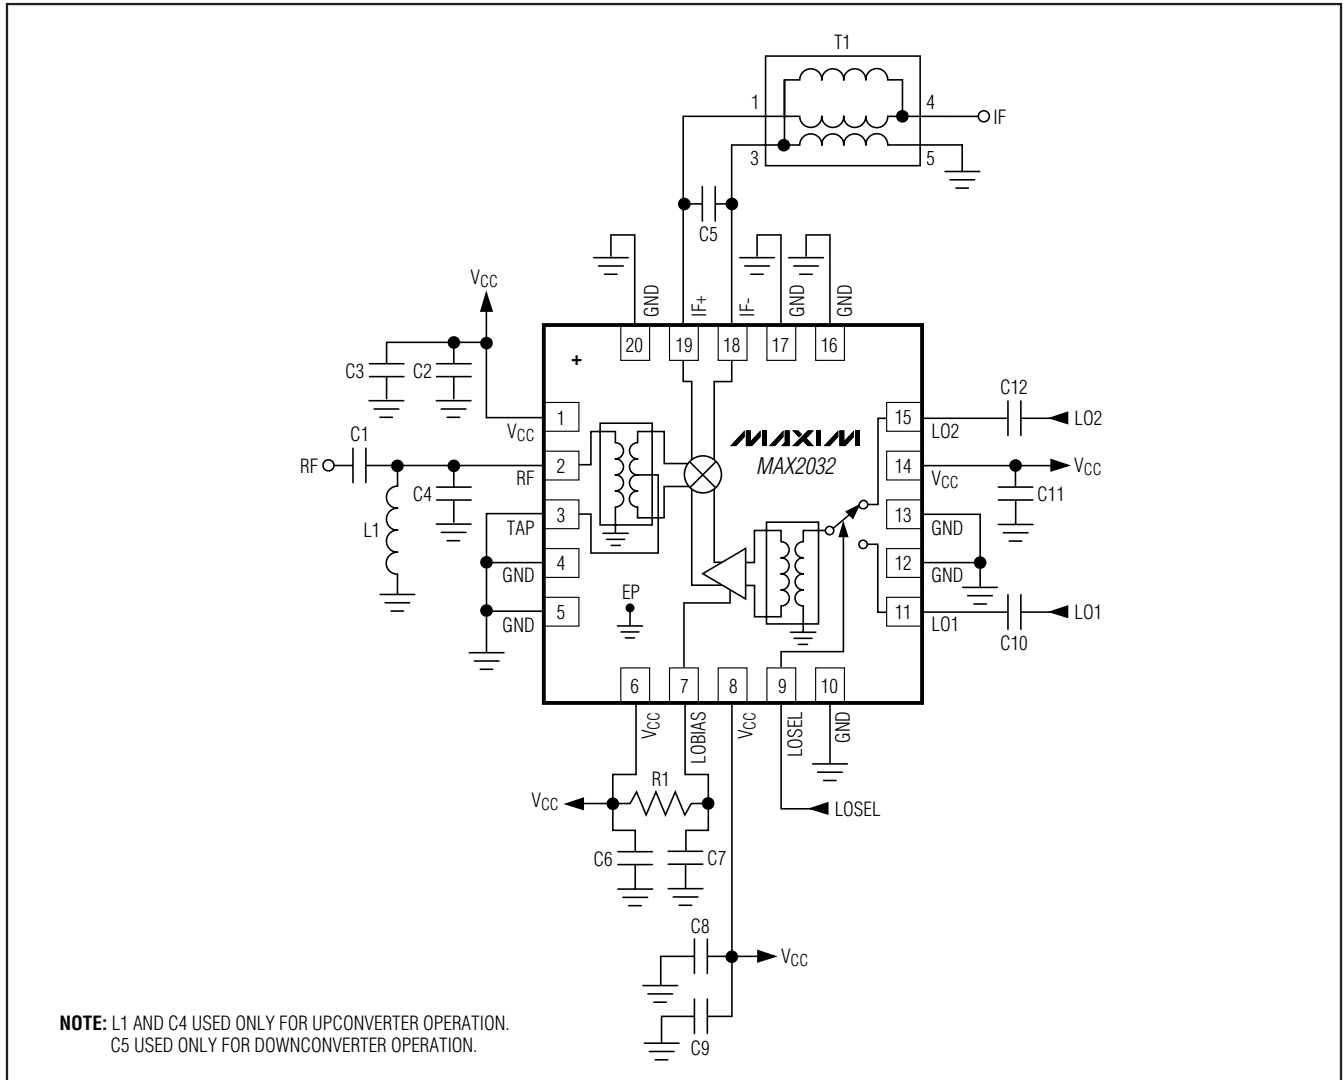 T1
1
4
IF
3
5
C5
GND
IF+
IF-
GND
GND
VCC
20
19
18
17
16
+
C3
C2
C12
1
VCC
15
LO2
LO2
MAXIM
MAX2032
C1
RF
2
RF
14
VCC
VCC
C4
C11
L1
3
TAP
13
GND
4
GND
12
GND
EP
5
GND
11
LO1
LO1
C10
6
7
8
9
10
VCC
LOBIAS
VCC
LOSEL
GND
R1
VCC
LOSEL
C6
C7
C8
VCC
C9
NOTE: L1 AND C4 USED ONLY FOR UPCONVERTER OPERATION.
C5 USED ONLY FOR DOWNCONVERTER OPERATION.